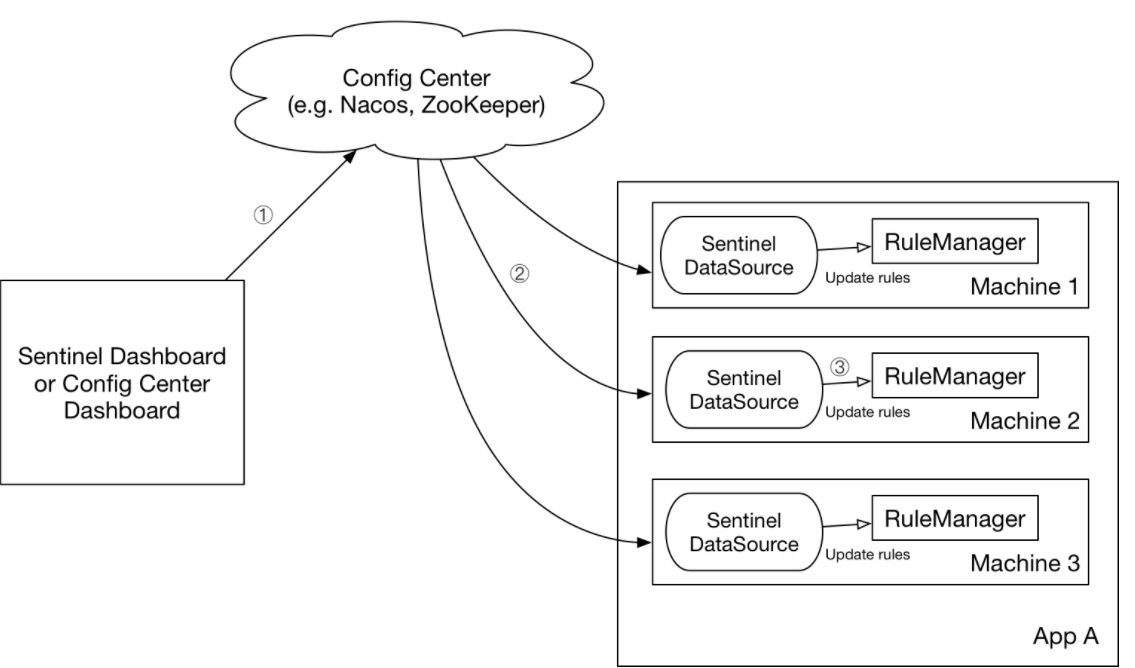 Config Center
(e.g. Nacos, ZooKeeper)
①
②
Sentinel Dashboard
or Config Center
Dashboard
Sentinel
DataSource
RuleManager
Update rules
Machine 1
Sentinel
DataSource
③
RuleManager
Update rules
Machine 2
Sentinel
DataSource
RuleManager
Update rules
Machine 3
App A